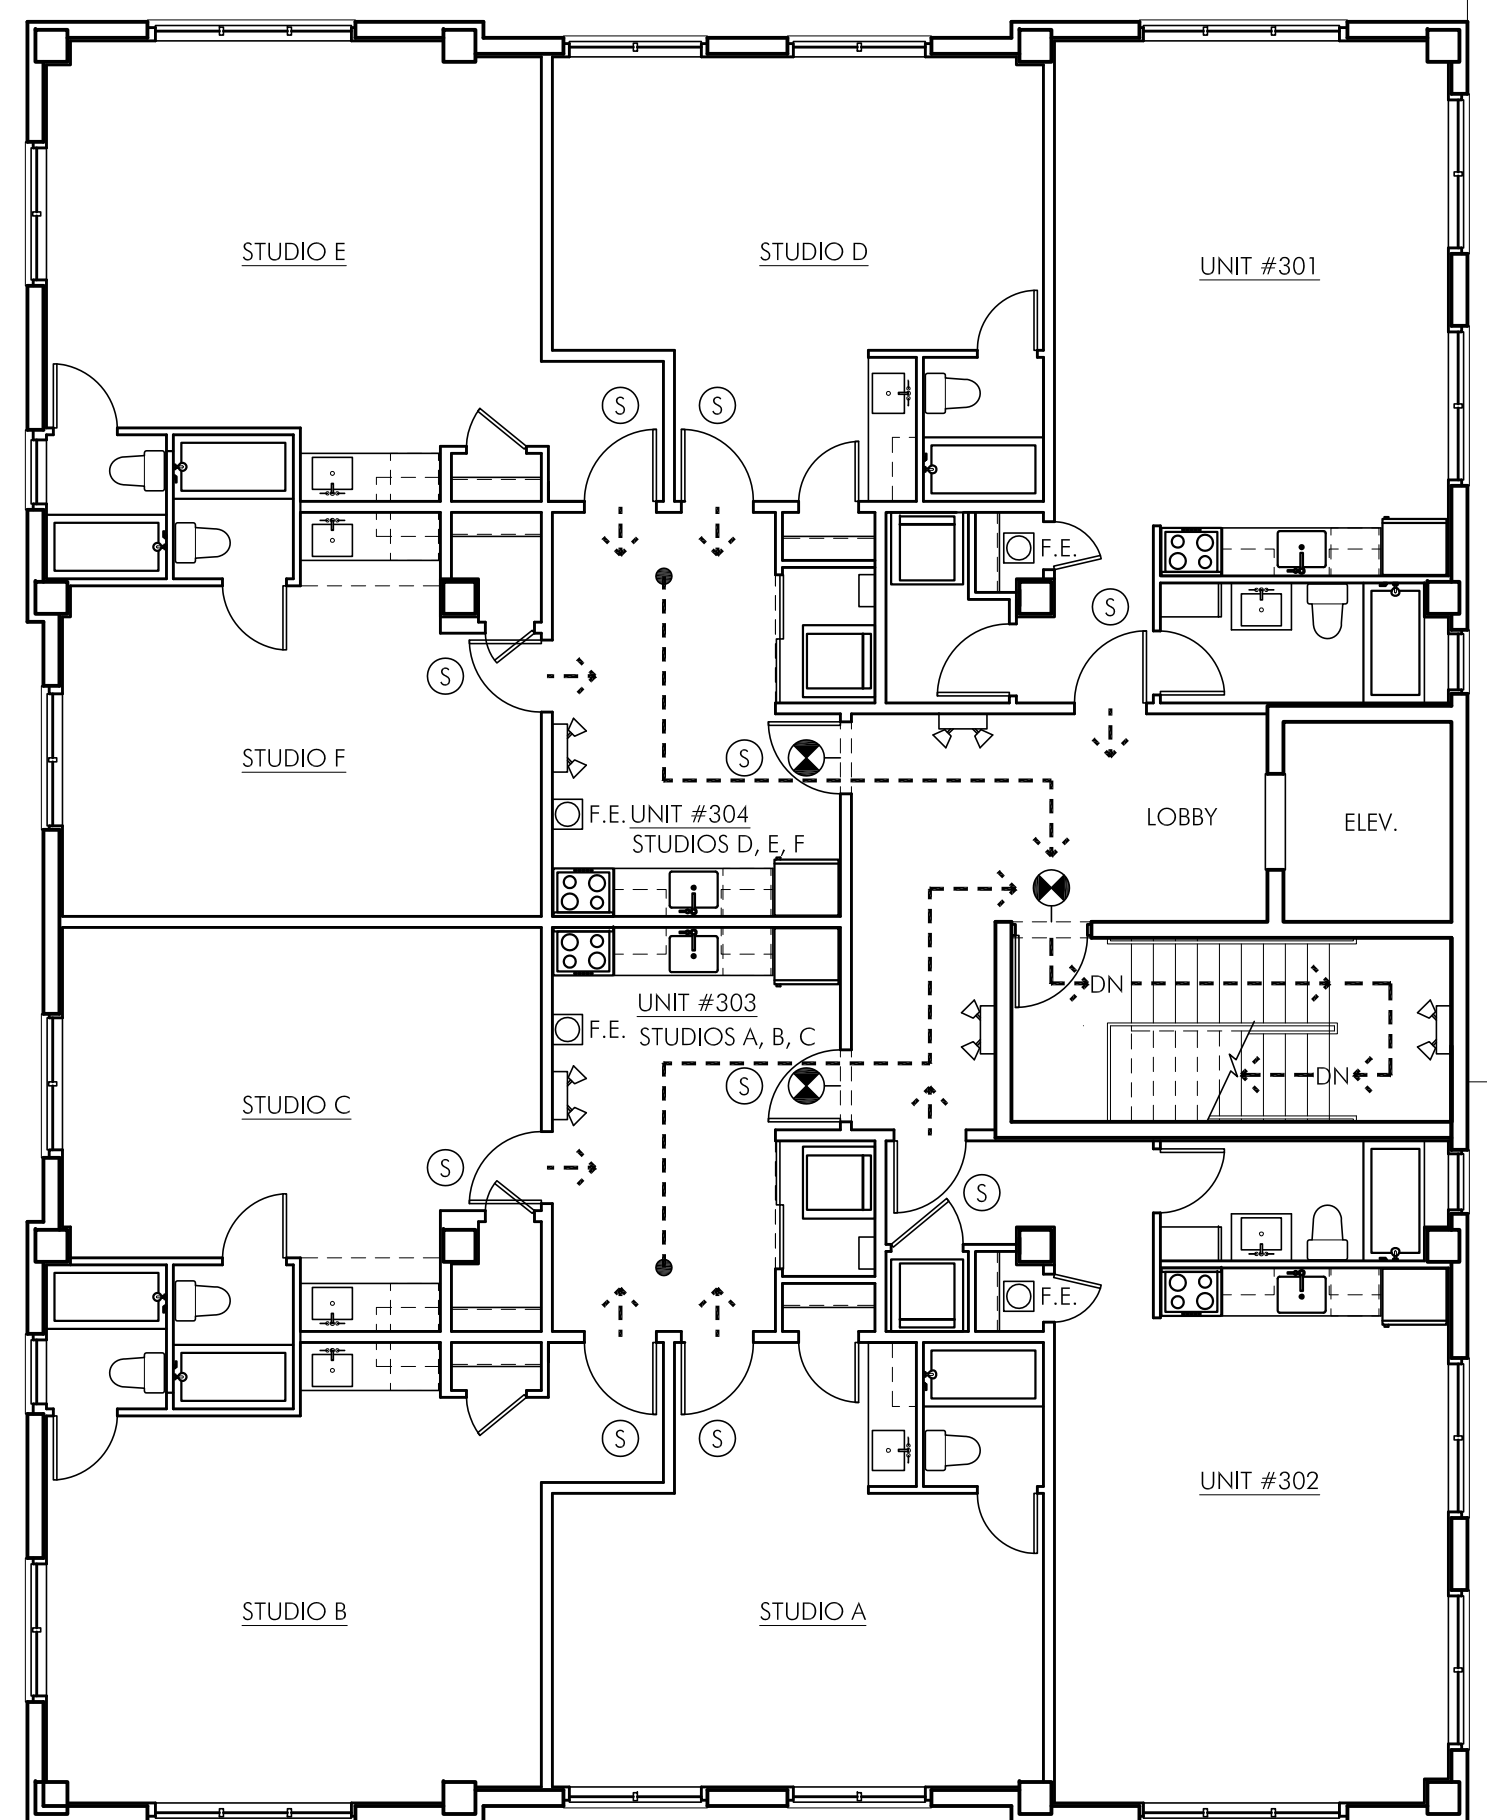 STUDIO E
STUDIO D
UNIT #301
S
S
F.E.
S
S
STUDIO F
S
F.E.
UNIT #304
STUDIOS D, E, F
LOBBY
ELEV.
DN
UNIT #303
F.E.
STUDIOS A, B, C
S
DN
STUDIO C
S
S
F.E.
S
S
UNIT #302
STUDIO B
STUDIO A